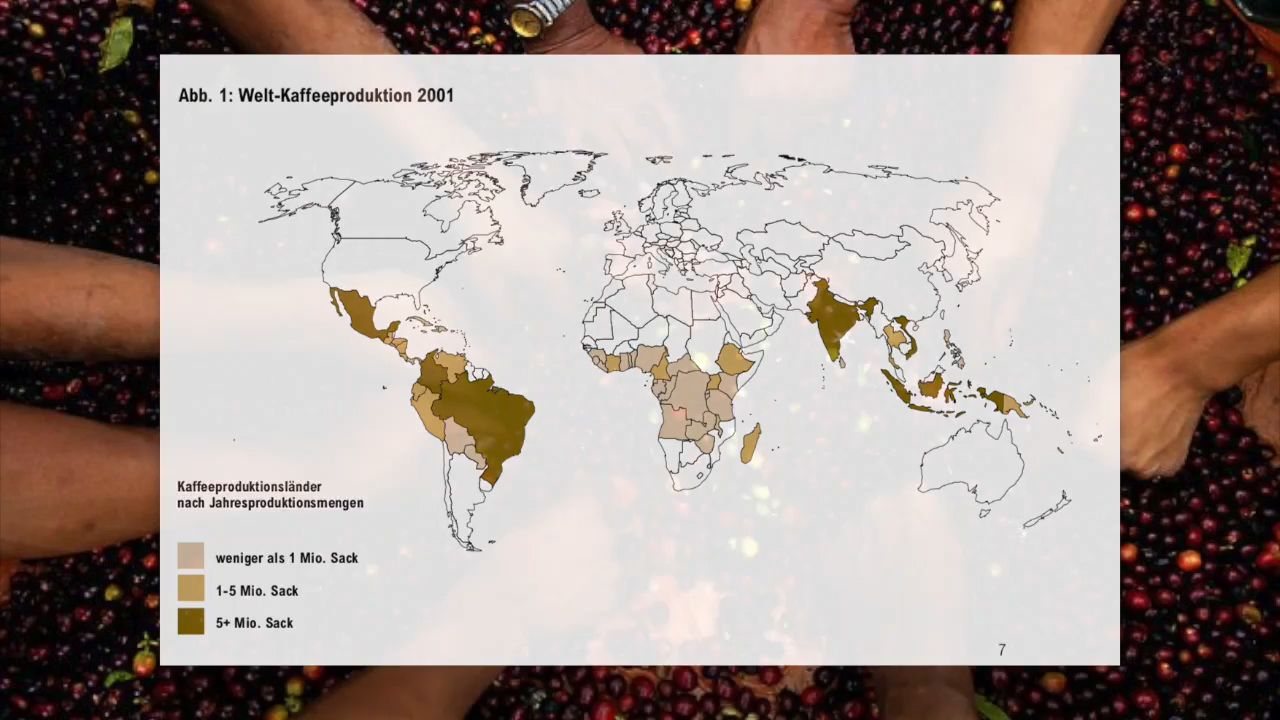 Abb. 1: Welt-Kaffeeproduktion 2001
Kaffeeproduktionsländer
nach Jahresproduktionsmengen
weniger als 1 Mio. Sack
1-5 Mio. Sack
5+ Mio. Sack
7